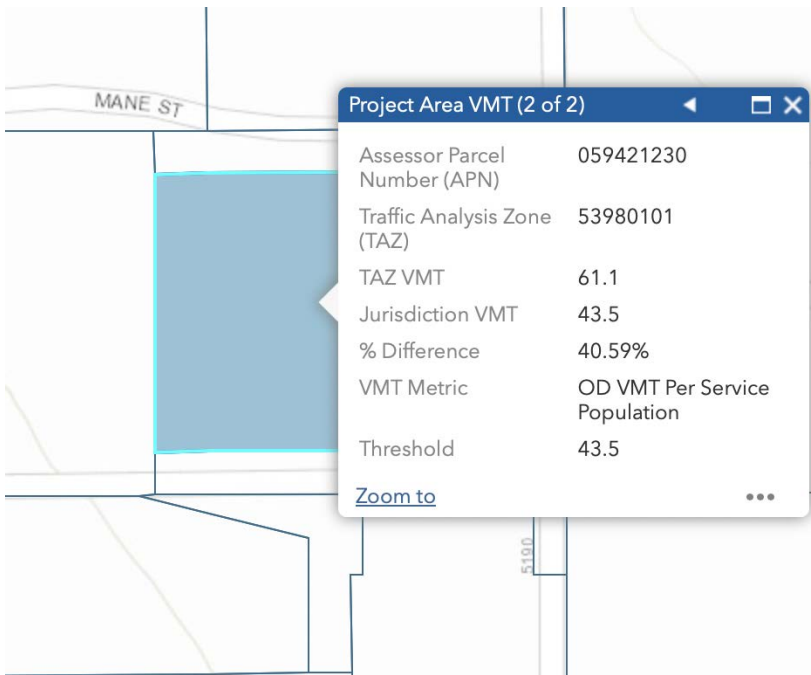 MANE ST
Project Area VMT (2 of 2)
Assessor Parcel 059421230
Number (APN)
Traffic Analysis Zone 53980101
(TAZ)
TAZ VMT 61.1
Jurisdiction VMT 43.5
% Difference 40.59%
VMT Metric OD VMT Per Service
Population
Threshold 43.5
Zoom to
5190